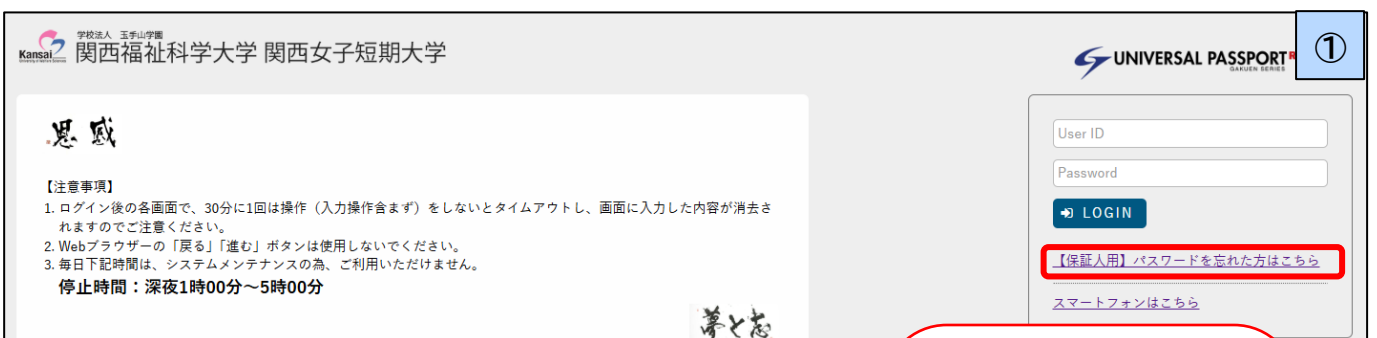 学校法人 玉手山学園
Kansai
関西福祉科学大学 関西女子短期大学
UNIVERSAL PASSPORT
GAKUEN SERIES
①
感恩
【注意事項】
1. ログイン後の各画面で、30分に1回は操作（入力操作含まず）をしないとタイムアウトし、画面に入力した内容が消去さ
れますのでご注意ください。
2. Webブラウザーの「戻る」「進む」ボタンは使用しないでください。
3. 毎日下記時間は、システムメンテナンスの為、ご利用いただけません。
停止時間：深夜1時00分～5時00分
夢と志
User ID
Password
LOGIN
【保証人用】パスワードを忘れた方はこちら
スマートフォンはこちら